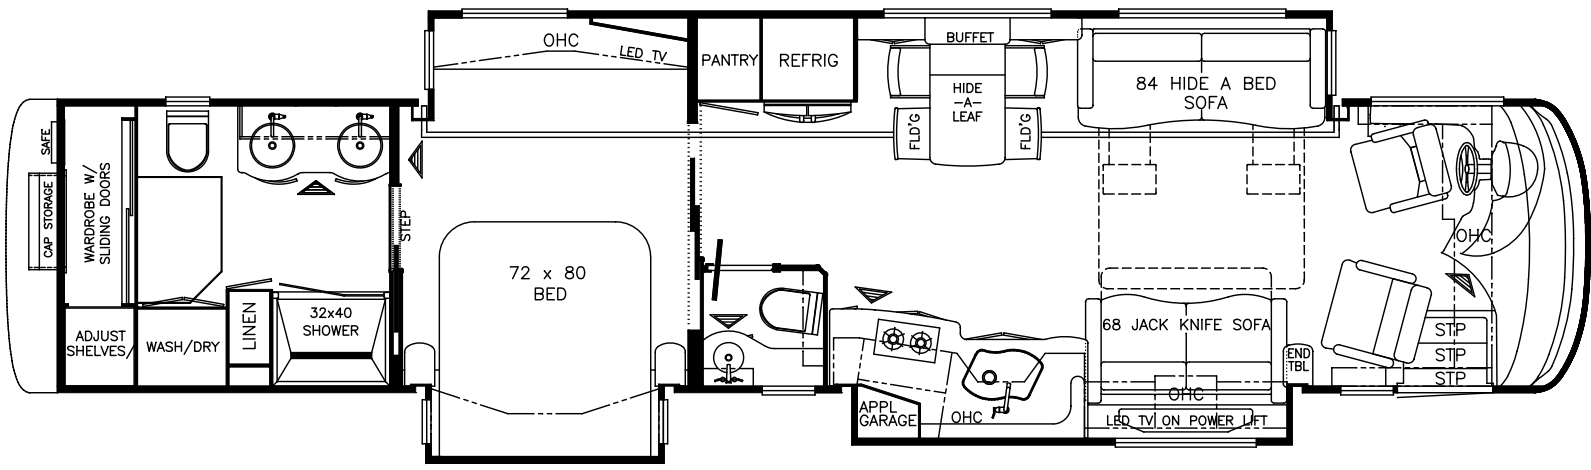 SAFE
CAP STORAGE
WARDROBE W/
SLIDING DOORS
ADJUST
SHELVES/
WASH/DRY
LINEN
32x40
SHOWER
STEP
OHC
LED TV
72 x 80
BED
PANTRY
REFRIG
BUFFET
HIDE
-A-
LEAF
FLD'G
FLD'G
84 HIDE A BED
SOFA
APPL
GARAGE
OHC
68 JACK KNIFE SOFA
OHC
LED TV ON POWER LIFT
END
TBL
OHC
STP
STP
STP